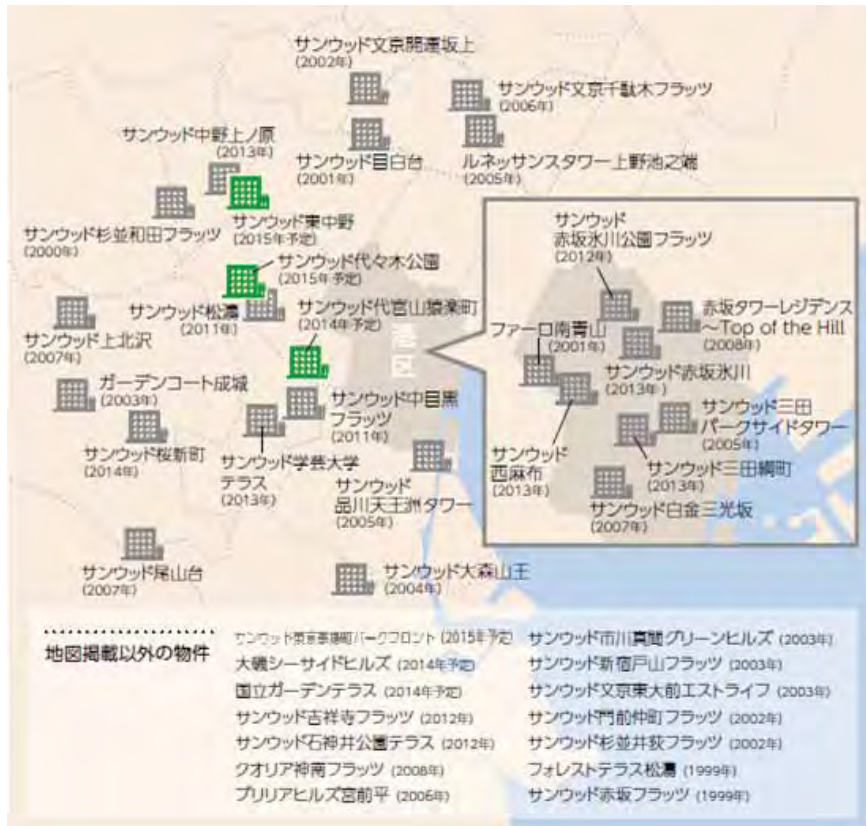 サンウッド文京開運坂上
(2002年)
サンウッド文京千駄木フラッツ
(2006年)
サンウッド中野上ノ原
(2013年)
サンウッド目白台
(2001年)
ルネッサンスタワー上野池之端
(2005年)
サンウッド杉並和田フラッツ
(2000年)
サンウッド東中野
(2015年予定)
サンウッド代々木公園
(2015年予定)
サンウッド松濤
(2011年)
サンウッド代官山猿楽町
(2014年予定)
サンウッド上北沢
(2007年)
港区
ガーデンコート成城
(2003年)
サンウッド中目黒
フラッツ
(2011年)
サンウッド桜新町
(2014年)
サンウッド学芸大学
テラス
(2013年)
サンウッド
品川天王洲タワー
(2005年)
サンウッド尾山台
(2007年)
サンウッド大森山王
(2004年)
サンウッド
赤坂氷川公園フラッツ
(2012年)
赤坂タワーレジデンス
～Top of the Hill
(2008年)
ファーロ南青山
(2001年)
サンウッド赤坂氷川
(2013年)
サンウッド
西麻布
(2013年)
サンウッド三田
パークサイドタワー
(2005年)
サンウッド三田綱町
(2013年)
サンウッド白金三光坂
(2007年)
地図掲載以外の物件
パークフロント (2015年予定)
大磯シーサイドヒルズ (2014年予定)
国立ガーデンテラス (2014年予定)
サンウッド吉祥寺フラッツ (2012年)
サンウッド石神井公園テラス (2012年)
クオリア神南フラッツ (2008年)
ブリリアヒルズ宮前平 (2006年)
サンウッド市川真間グリーンヒルズ (2003年)
サンウッド新宿戸山フラッツ (2003年)
サンウッド文京東大前エストライフ (2003年)
サンウッド門前仲町フラッツ (2002年)
サンウッド杉並井荻フラッツ (2002年)
フォレストテラス松濤 (1999年)
サンウッド赤坂フラッツ (1999年)